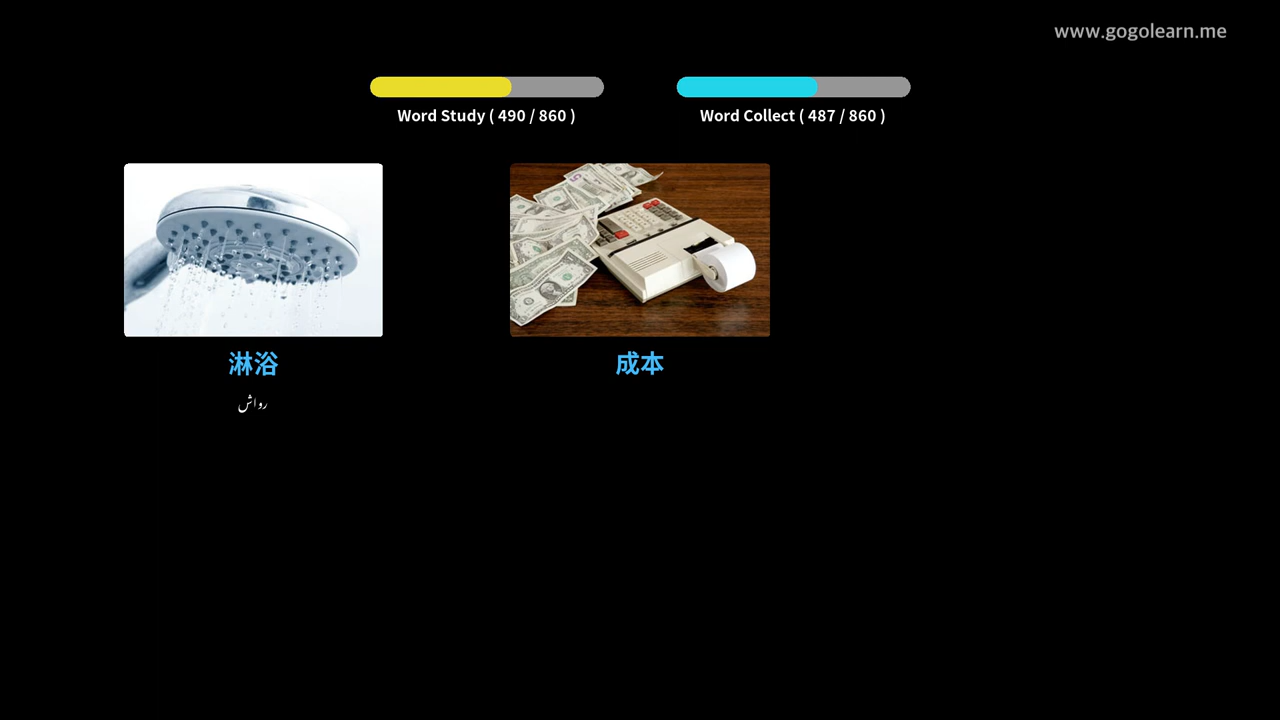 www.gogolearn.me
Word Study ( 490 / 860 )
Word Collect ( 487 / 860 )
淋浴
成本
رواش